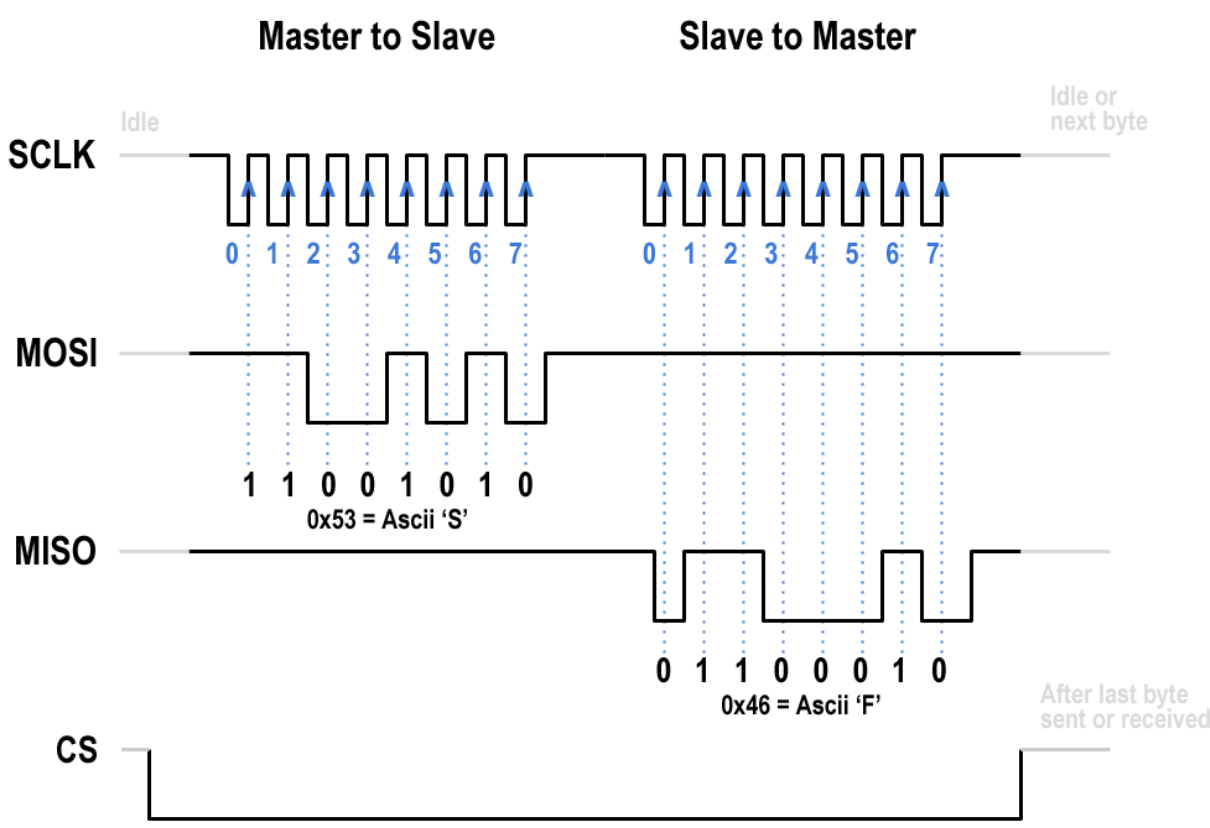 Master to Slave
Slave to Master
Idle
Idle or
next byte
SCLK
0 1 2 3 4 5 6 7
0 1 2 3 4 5 6 7
MOSI
1 1 0 0 1 0 1 0
0x53 = Ascii ‘S’
MISO
0 1 1 0 0 0 1 0
0x46 = Ascii ‘F’
After last byte
sent or received
CS